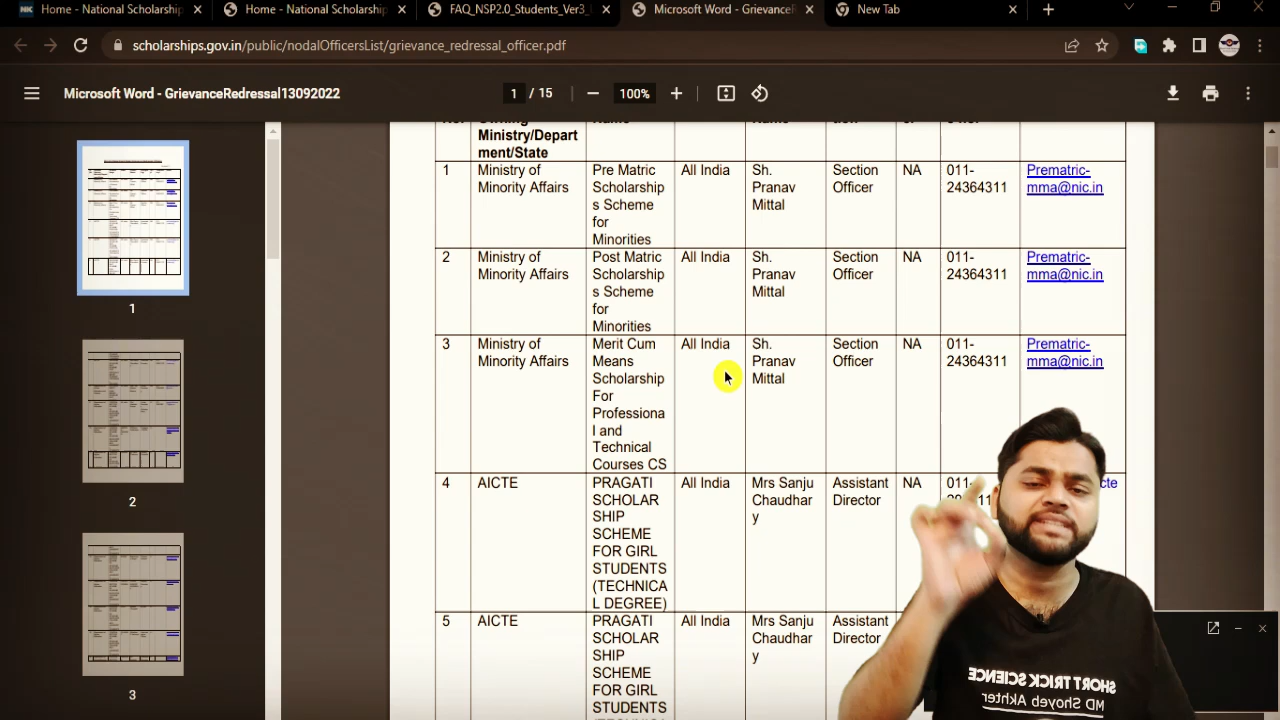 Home - National Scholarship
Home - National Scholarship
FAQ_NSP2.0_Students_Ver3_
Microsoft Word - GrievanceRedress
New Tab
scholarships.gov.in/public/nodalOfficersList/grievance_redressal_officer.pdf
Microsoft Word - GrievanceRedressal13092022
1 / 15
100%
Ministry/Depart
ment/State
1 Ministry of Minority Affairs Pre Matric Scholarship s Scheme for Minorities All India Sh. Pranav Mittal Section Officer NA 011-24364311 Prematric-mma@nic.in
2 Ministry of Minority Affairs Post Matric Scholarship s Scheme for Minorities All India Sh. Pranav Mittal Section Officer NA 011-24364311 Prematric-mma@nic.in
3 Ministry of Minority Affairs Merit Cum Means Scholarship For Professiona l and Technical Courses CS All India Sh. Pranav Mittal Section Officer NA 011-24364311 Prematric-mma@nic.in
4 AICTE PRAGATI SCHOLAR SHIP SCHEME FOR GIRL STUDENTS (TECHNICA L DEGREE) All India Mrs Sanju Chaudhar y Assistant Director NA 011-
5 AICTE PRAGATI SCHOLAR SHIP SCHEME FOR GIRL STUDENTS All India Mrs Sanju Chaudhar y Assistant Director
1
2
3
SHORT TRICK SCIENCE
MD Shoyeb Akhter